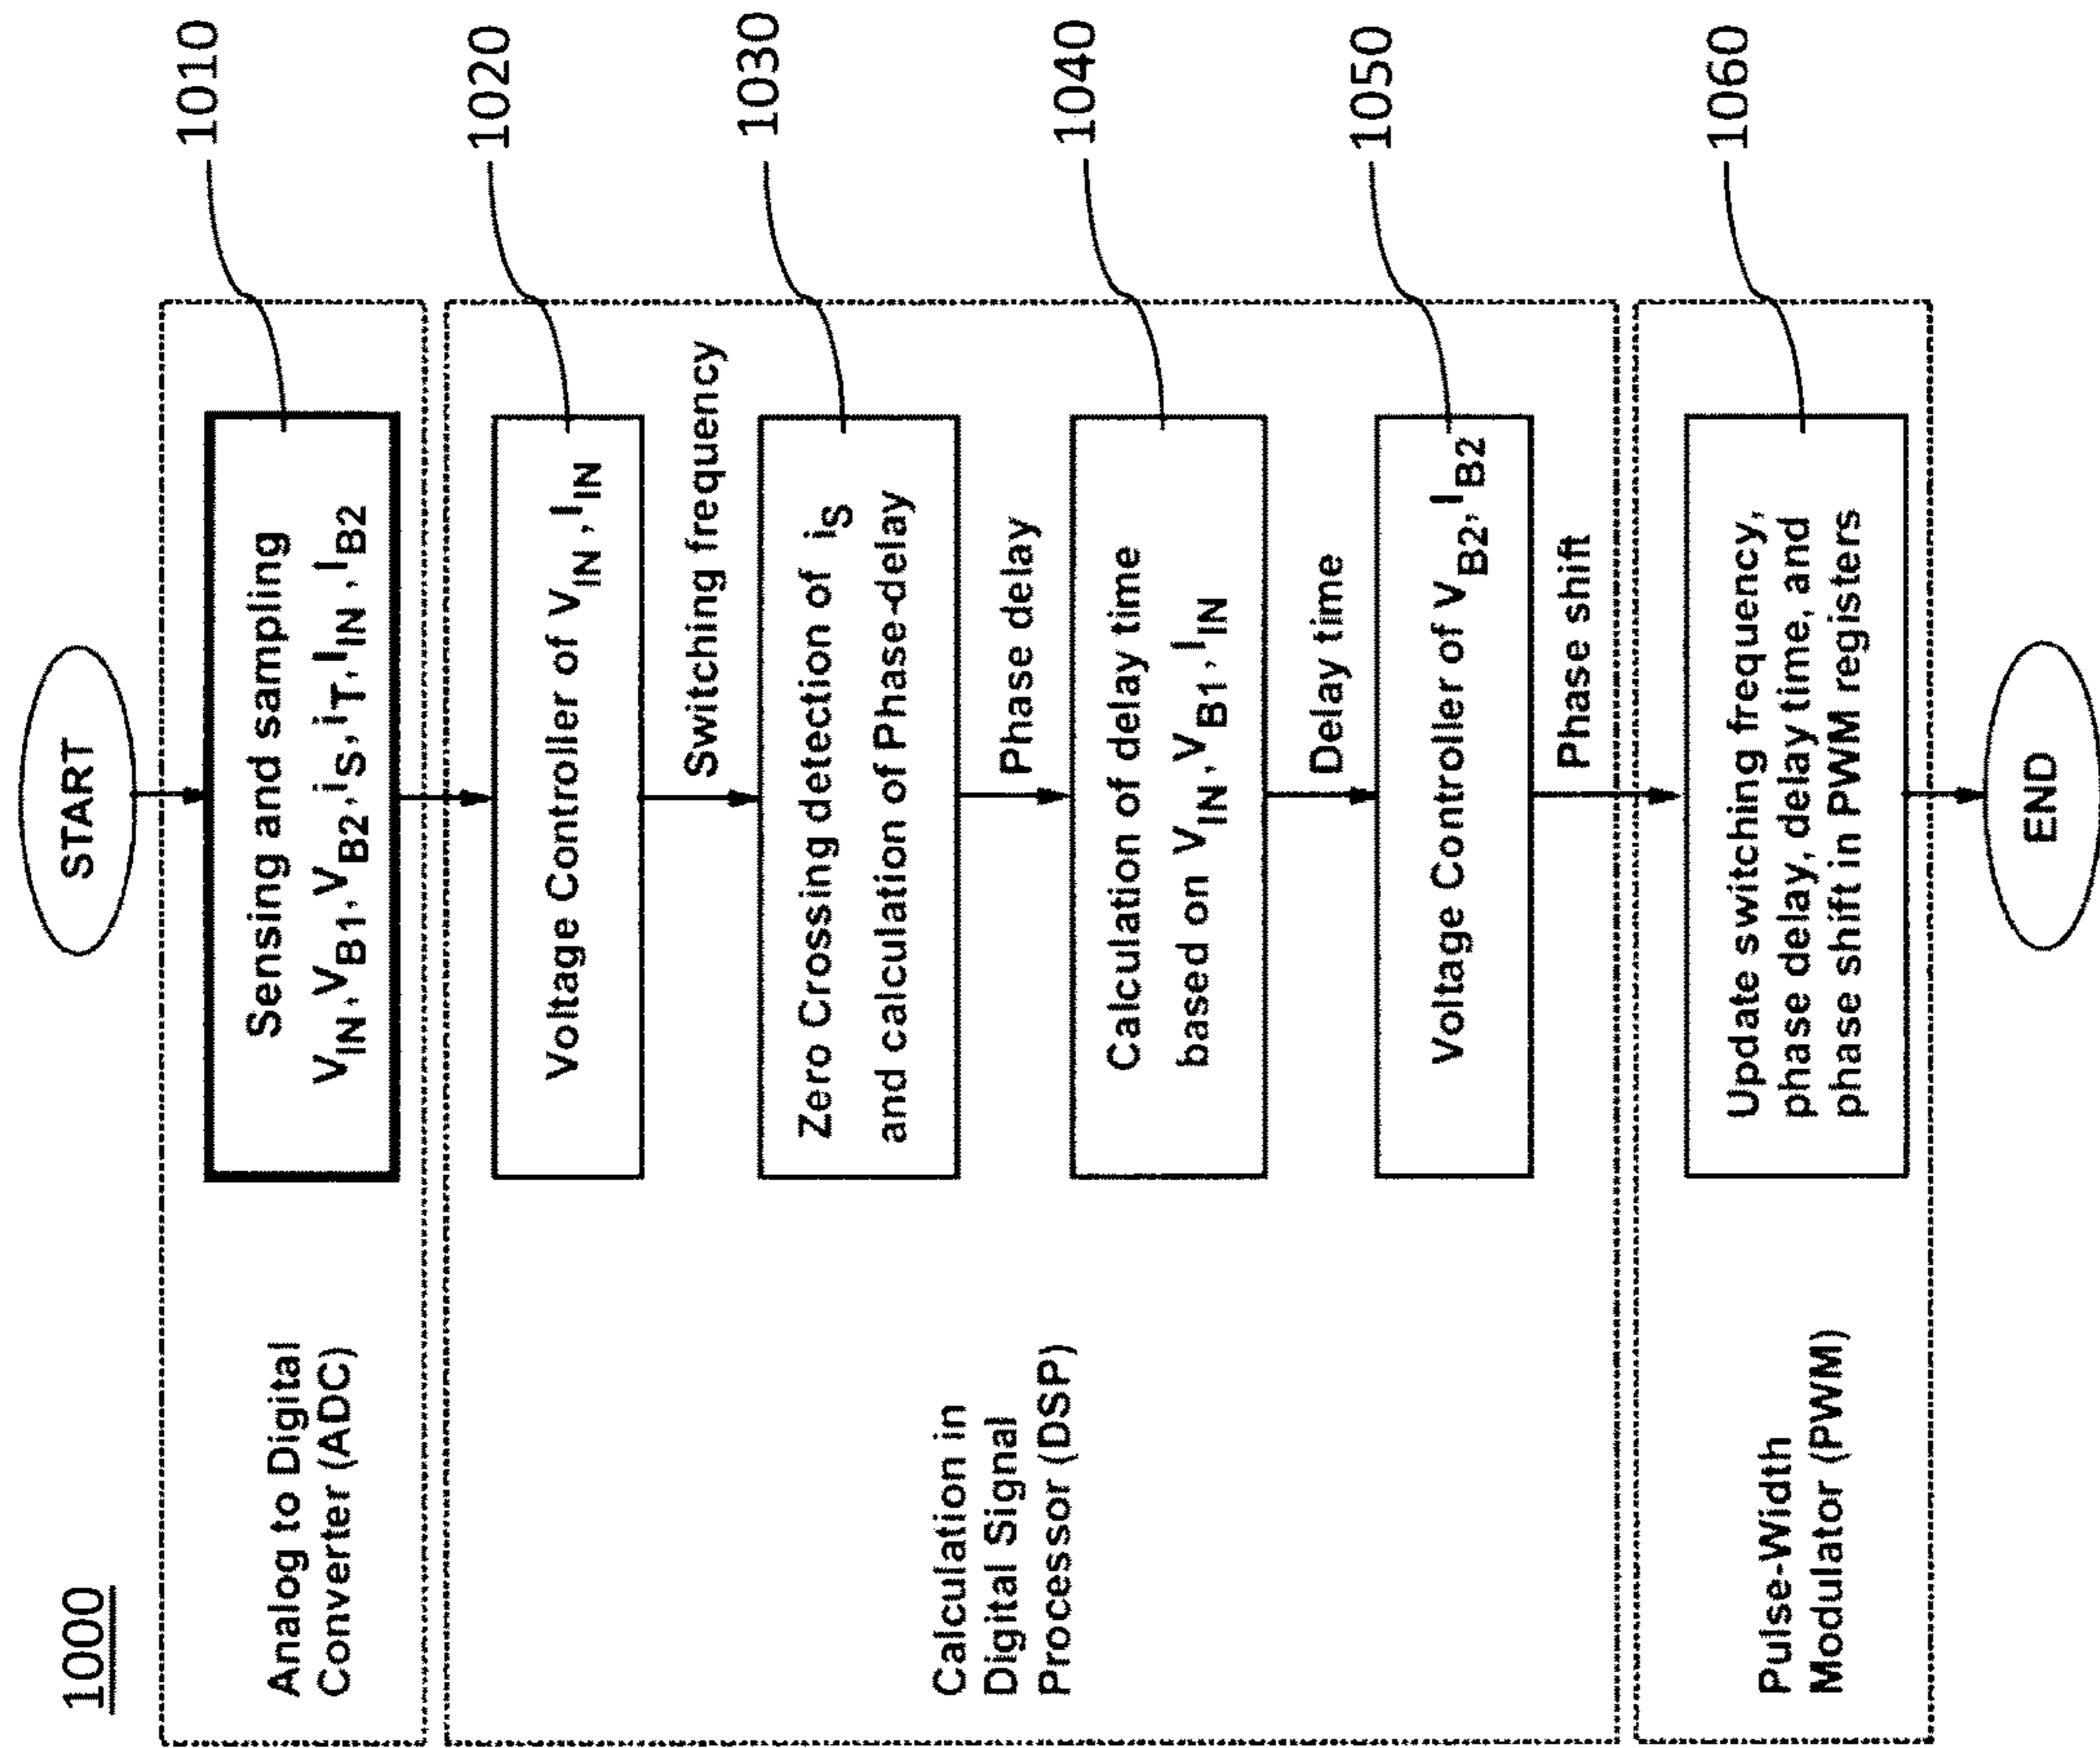 1000
START
Analog to Digital
Converter (ADC)
Sensing and sampling
V_IN, V_B1, V_B2, i_S, i_T, I_IN, I_B2
1010
Calculation in
Digital Signal
Processor (DSP)
Voltage Controller of V_IN, I_IN
1020
Switching frequency
Zero Crossing detection of i_S
and calculation of Phase-delay
1030
Phase delay
Calculation of delay time
based on V_IN, V_B1, I_IN
1040
Delay time
Voltage Controller of V_B2, I_B2
1050
Phase shift
Pulse-Width
Modulator (PWM)
Update switching frequency,
phase delay, delay time, and
phase shift in PWM registers
1060
END